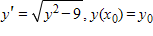 y' = √(y² − 9), y(x₀) = y₀